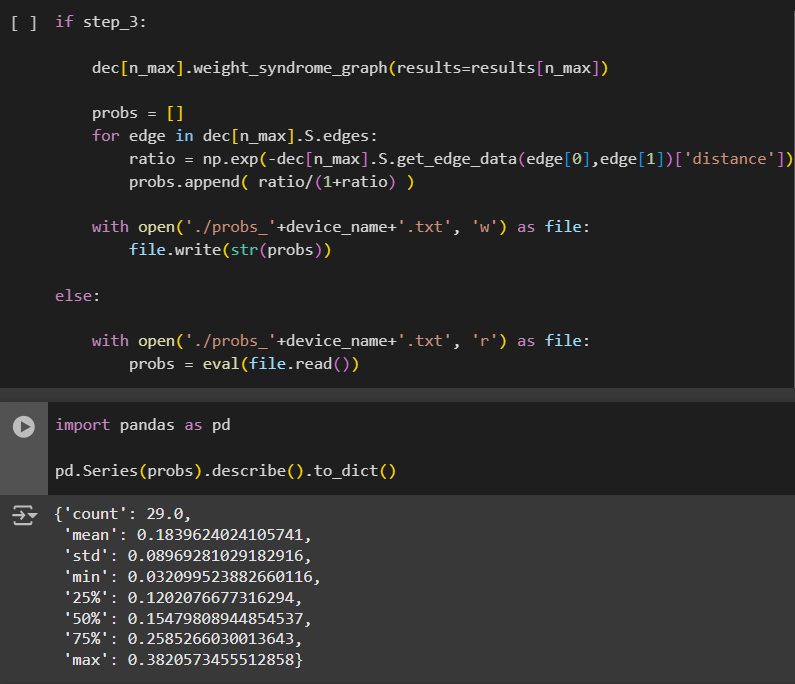 [ ] if step_3:
dec[n_max].weight_syndrome_graph(results=results[n_max])
probs = []
for edge in dec[n_max].S.edges:
ratio = np.exp(-dec[n_max].S.get_edge_data(edge[0],edge[1])['distance'])
probs.append( ratio/(1+ratio) )
with open('./probs_'+device_name+'.txt', 'w') as file:
file.write(str(probs))
else:
with open('./probs_'+device_name+'.txt', 'r') as file:
probs = eval(file.read())
import pandas as pd
pd.Series(probs).describe().to_dict()
{'count': 29.0,
'mean': 0.1839624024105741,
'std': 0.08969281029182916,
'min': 0.032099523882660116,
'25%': 0.1202076677316294,
'50%': 0.15479808944854537,
'75%': 0.2585266030013643,
'max': 0.3820573455512858}